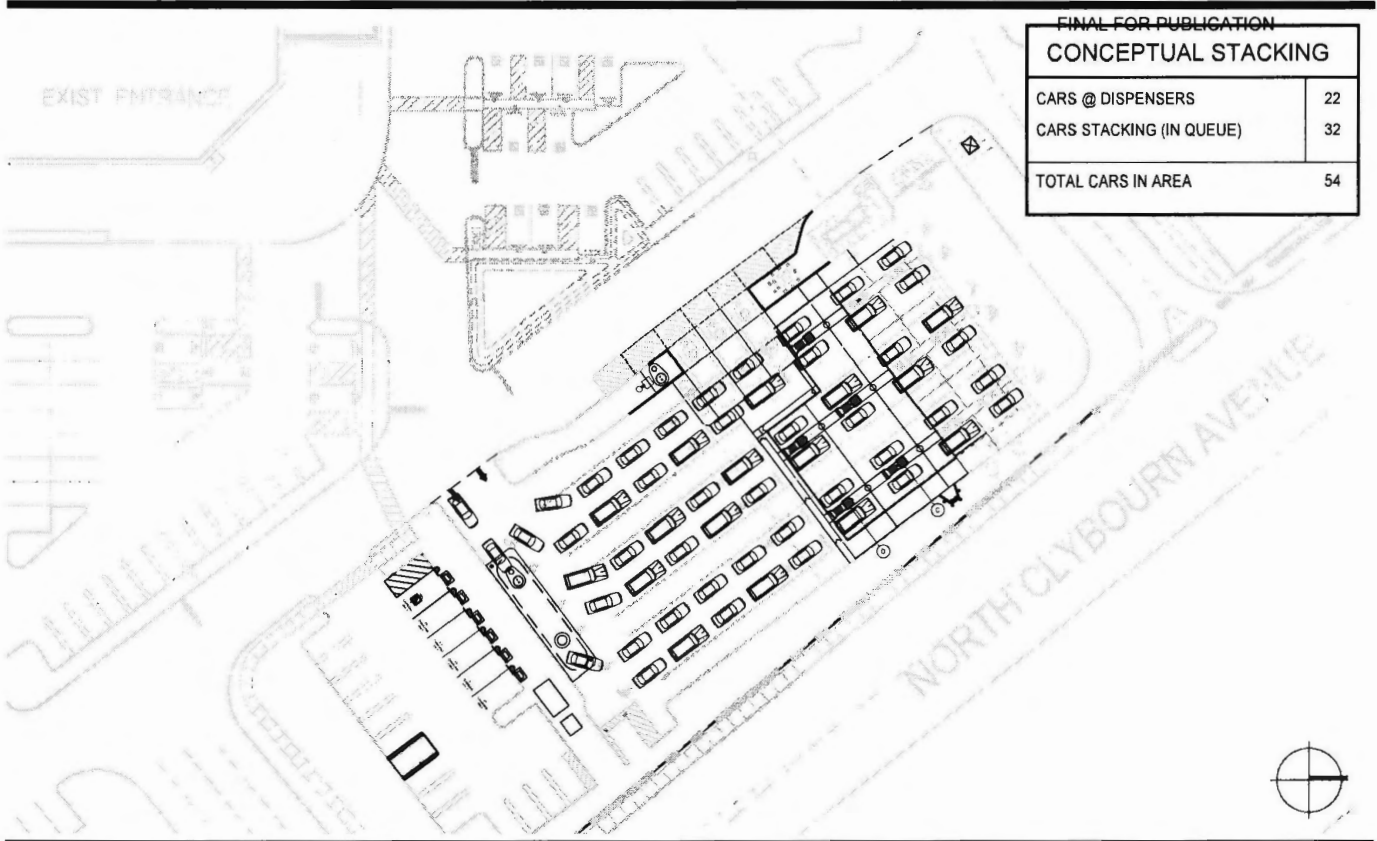 FINAL FOR PUBLICATION
CONCEPTUAL STACKING
CARS @ DISPENSERS 22
CARS STACKING (IN QUEUE) 32
TOTAL CARS IN AREA 54
EXIST ENTRANCE
NORTH CLYBOURN AVENUE